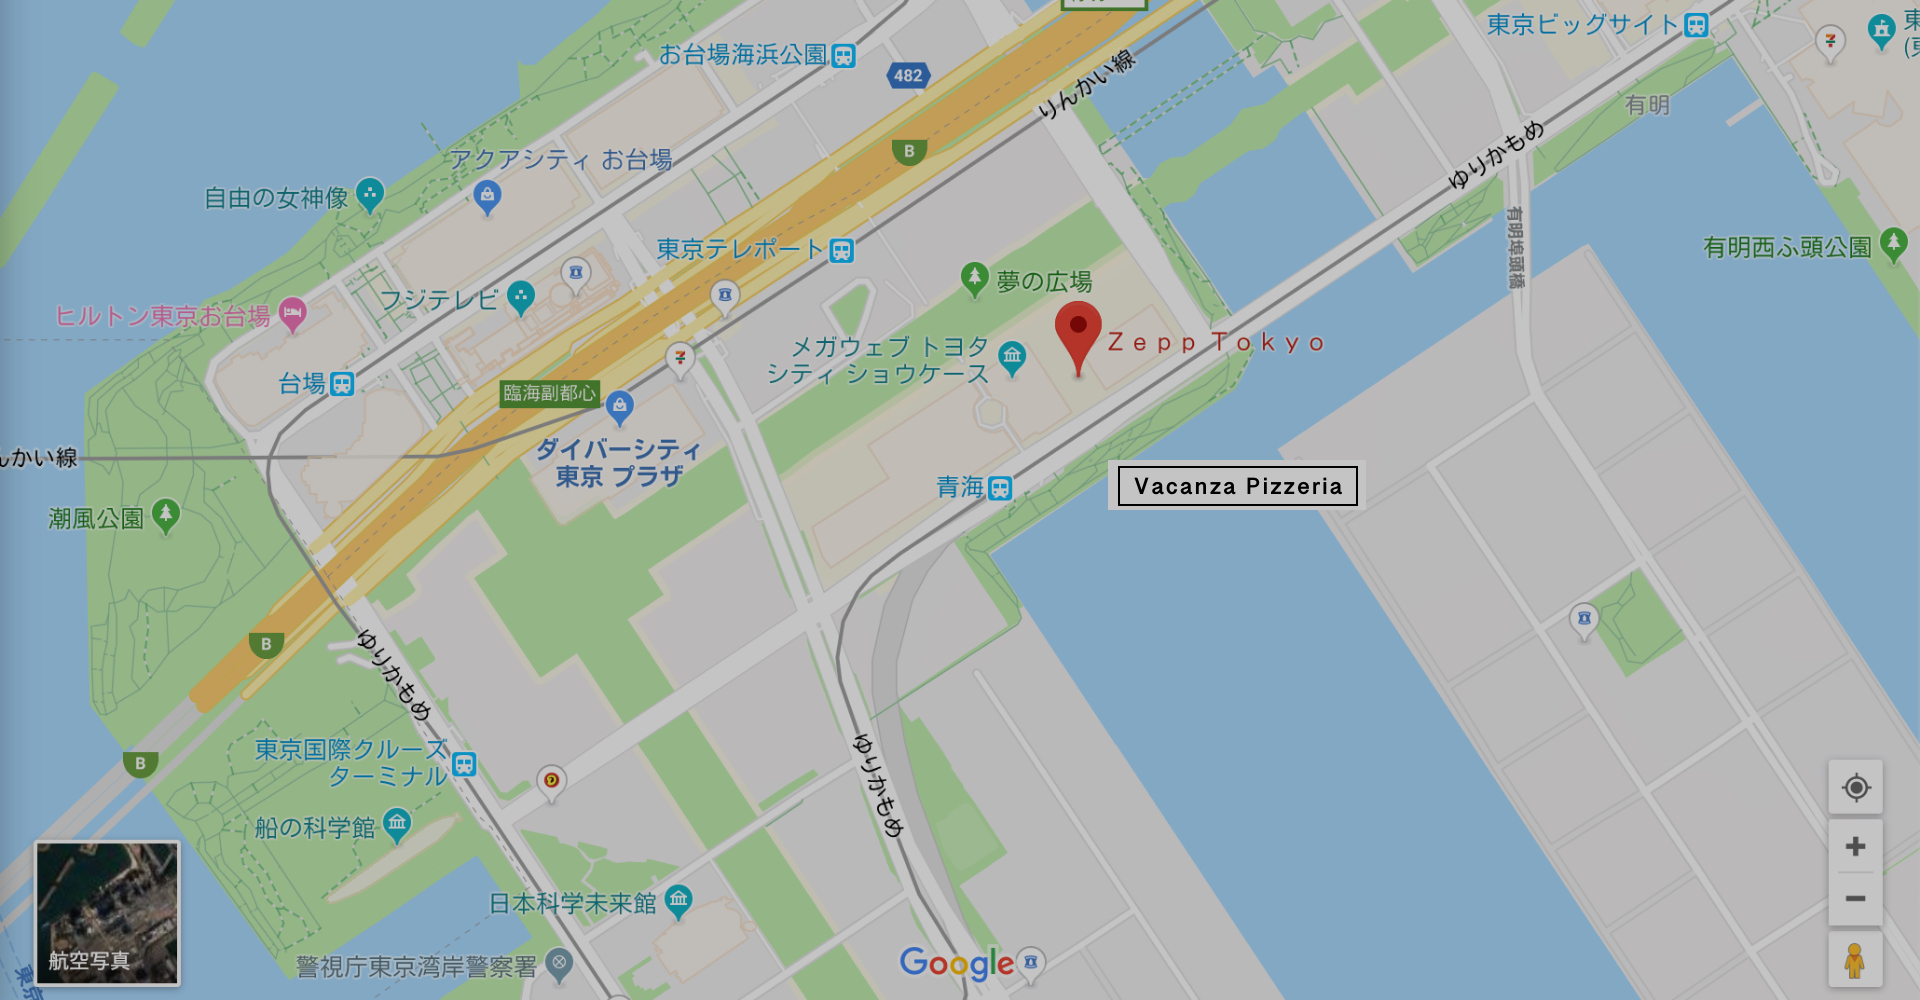 東京ビッグサイト
お台場海浜公園
482
りんかい線
有明
B
ゆりかもめ
アクアシティ お台場
自由の女神像
有明埠頭橋
東京テレポート
有明西ふ頭公園
夢の広場
フジテレビ
ヒルトン東京お台場
Zepp Tokyo
メガウェブ トヨタ
シティ ショウケース
台場
臨海副都心
ダイバーシティ
東京 プラザ
んかい線
青海
Vacanza Pizzeria
潮風公園
B
ゆりかもめ
東京国際クルーズ
ターミナル
B
ゆりかもめ
船の科学館
日本科学未来館
航空写真
警視庁東京湾岸警察署
Google
東京